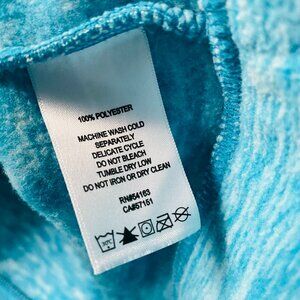 100% POLYESTER
MACHINE WASH COLD
SEPARATELY
DELICATE CYCLE
DO NOT BLEACH
TUMBLE DRY LOW
DO NOT IRON OR DRY CLEAN
RN#54163
CA#57151
30°C